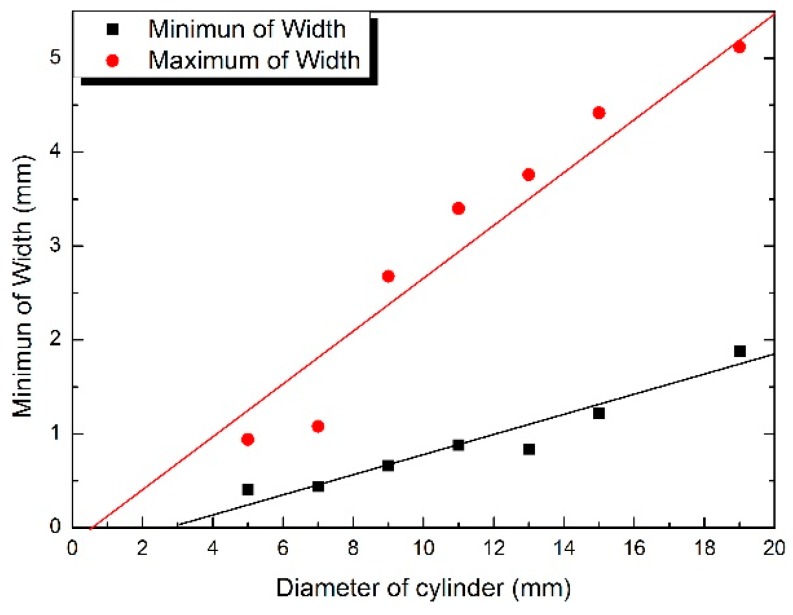 Minimun of Width
Maximum of Width
Minimun of Width (mm)
5
4
3
2
1
0
0 2 4 6 8 10 12 14 16 18 20
Diameter of cylinder (mm)